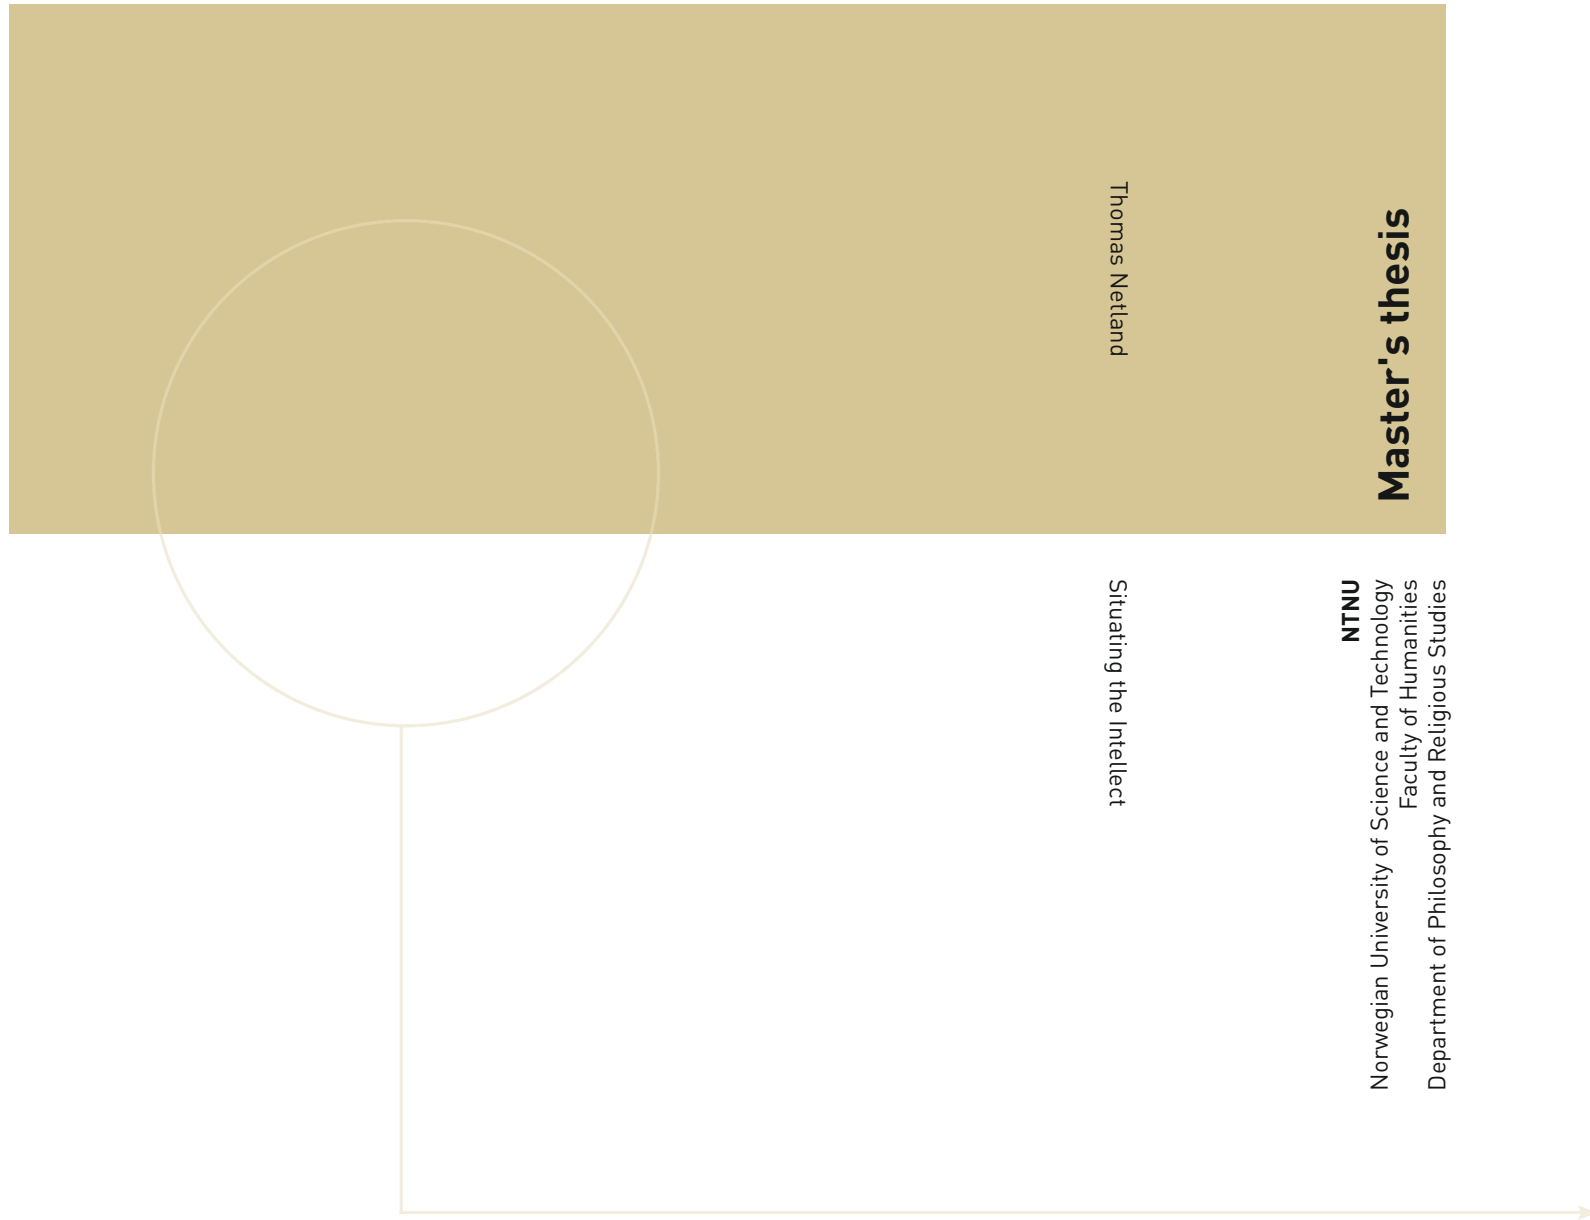 Thomas Netland
Situating the Intellect
Master's thesis
NTNU
Norwegian University of Science and Technology
Faculty of Humanities
Department of Philosophy and Religious Studies